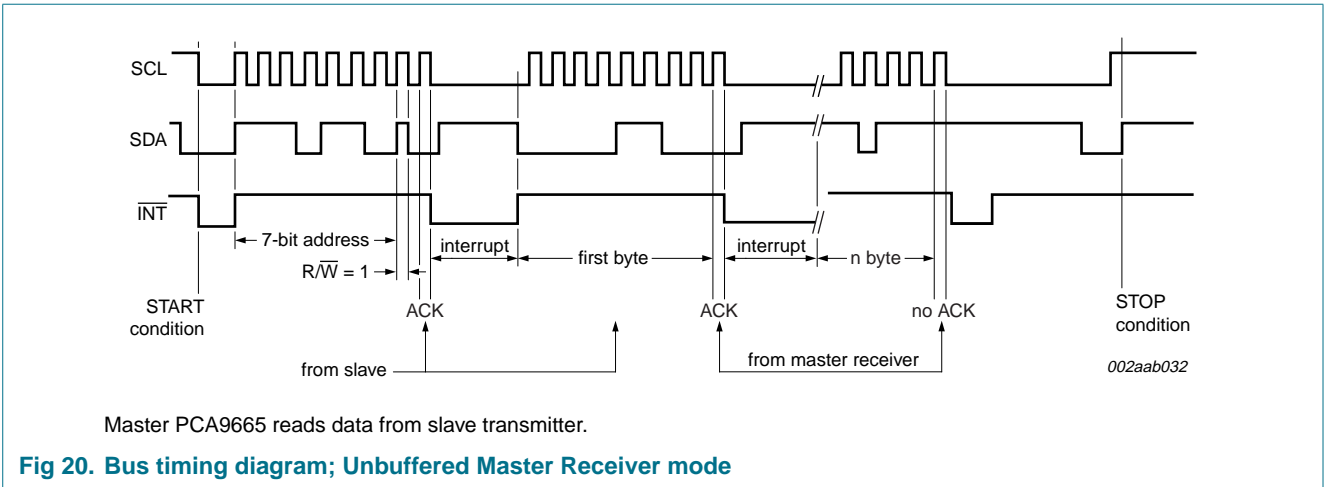 SCL
SDA
INT
7-bit address
interrupt
first byte
interrupt
n byte
R/W = 1
START
condition
ACK
ACK
no ACK
STOP
condition
from slave
from master receiver
002aab032
Master PCA9665 reads data from slave transmitter.
Fig 20. Bus timing diagram; Unbuffered Master Receiver mode